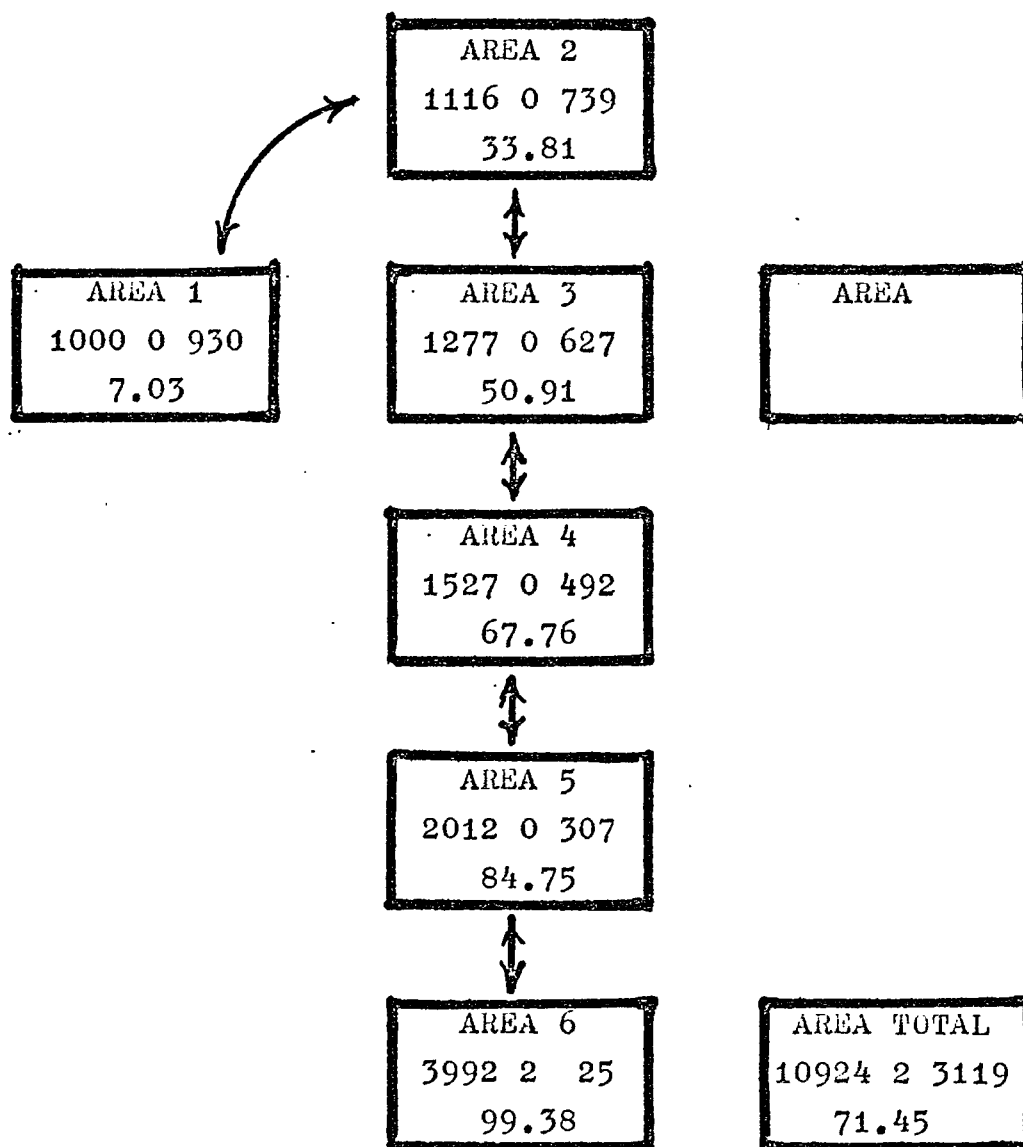 AREA 2
1116 0 739
33.81
AREA 1
1000 0 930
7.03
AREA 3
1277 0 627
50.91
AREA
AREA 4
1527 0 492
67.76
AREA 5
2012 0 307
84.75
AREA 6
3992 2 25
99.38
AREA TOTAL
10924 2 3119
71.45